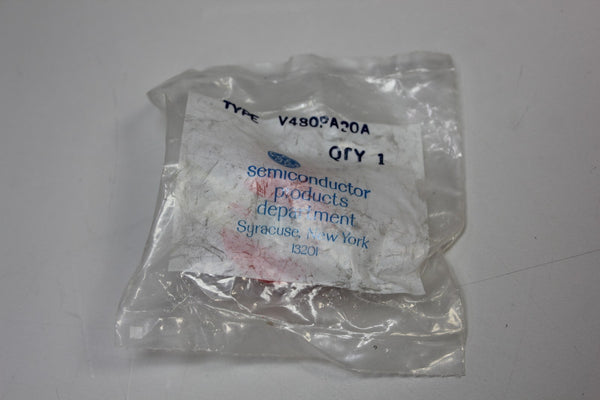 TYPE V480PA20A
QTY 1
semiconductor
products
department
Syracuse, New York
13201